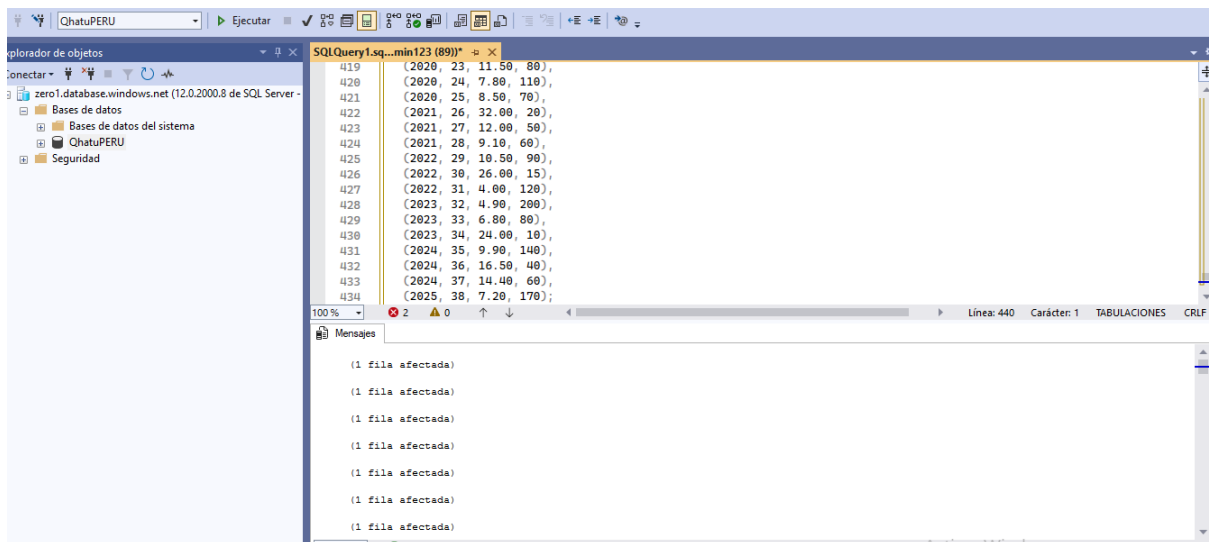 QhatuPERU Ejecutar
xplorador de objetos
SQLQuery1.sq...min123 (89))*
Conectar
zero1.database.windows.net (12.0.2000.8 de SQL Server -
Bases de datos
Bases de datos del sistema
QhatuPERU
Seguridad
419 (2020, 23, 11.50, 80),
420 (2020, 24, 7.80, 110),
421 (2020, 25, 8.50, 70),
422 (2021, 26, 32.00, 20),
423 (2021, 27, 12.00, 50),
424 (2021, 28, 9.10, 60),
425 (2022, 29, 10.50, 90),
426 (2022, 30, 26.00, 15),
427 (2022, 31, 4.00, 120),
428 (2023, 32, 4.90, 200),
429 (2023, 33, 6.80, 80),
430 (2023, 34, 24.00, 10),
431 (2024, 35, 9.90, 140),
432 (2024, 36, 16.50, 40),
433 (2024, 37, 14.40, 60),
434 (2025, 38, 7.20, 170);
100 % 2 0 Línea: 440 Carácter: 1 TABULACIONES CRLF
Mensajes
(1 fila afectada)
(1 fila afectada)
(1 fila afectada)
(1 fila afectada)
(1 fila afectada)
(1 fila afectada)
(1 fila afectada)